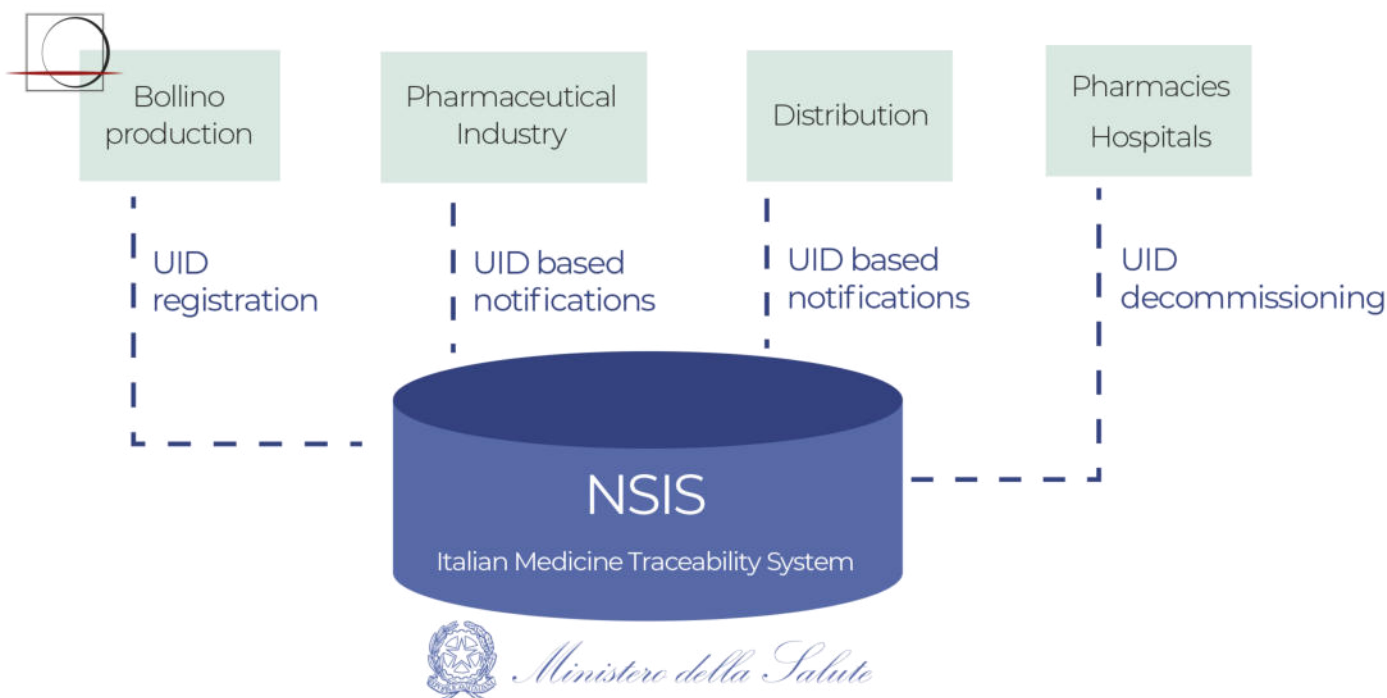 Bollino
production
Pharmaceutical
Industry
Distribution
Pharmacies
Hospitals
UID
registration
UID based
notifications
UID based
notifications
UID
decommissioning
NSIS
Italian Medicine Traceability System
Ministero della Salute